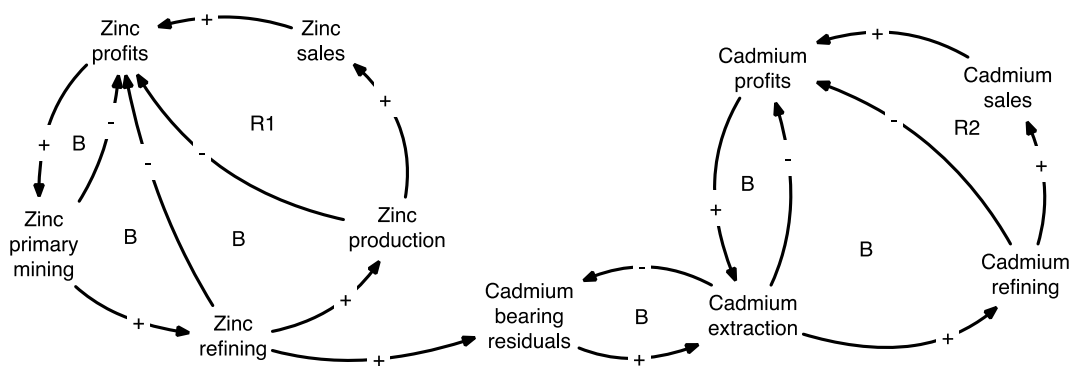 Zinc
profits
+
Zinc
sales
+
R1
-
B
+
-
-
Zinc
primary
mining
B
B
Zinc
production
+
Zinc
refining
+
+
Cadmium
bearing
residuals
-
B
+
Cadmium
profits
+
Cadmium
sales
R2
-
-
B
+
+
B
Cadmium
extraction
Cadmium
refining
+